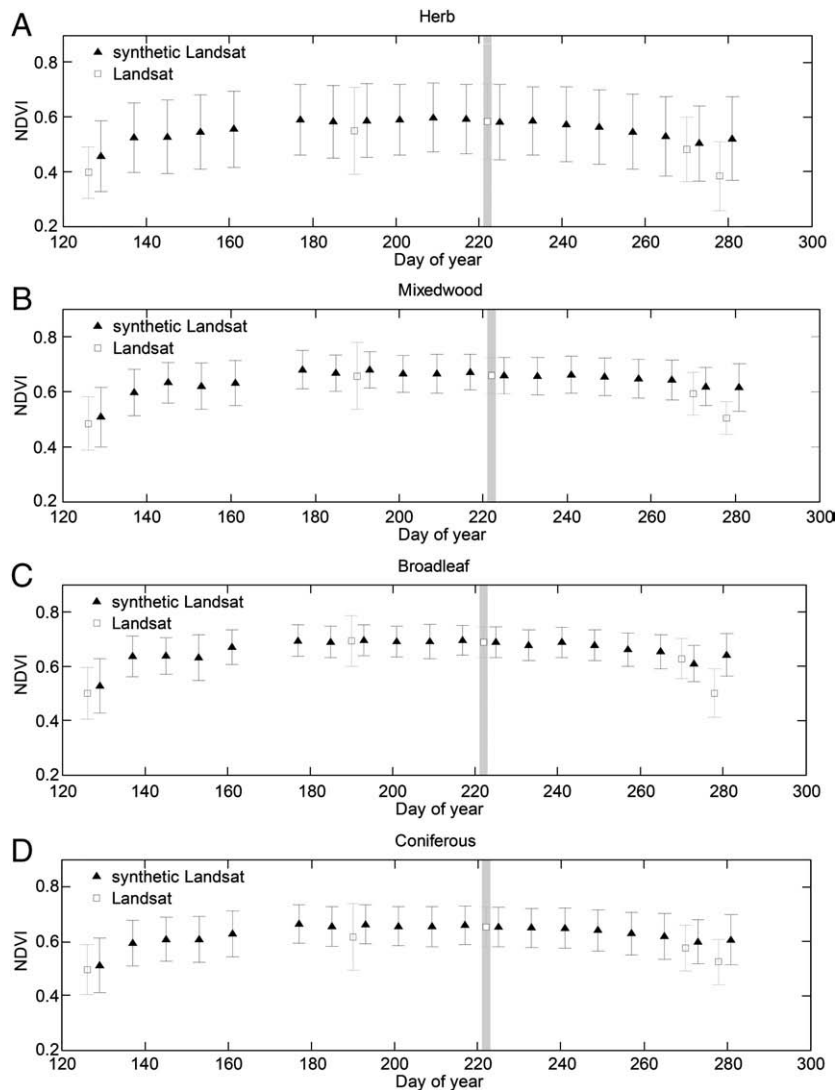 A
Herb
synthetic Landsat
Landsat
NDVI
0.8
0.6
0.4
0.2
120 140 160 180 200 220 240 260 280 300
Day of year
B
Mixedwood
synthetic Landsat
Landsat
NDVI
0.8
0.6
0.4
0.2
120 140 160 180 200 220 240 260 280 300
Day of year
C
Broadleaf
synthetic Landsat
Landsat
NDVI
0.8
0.6
0.4
0.2
120 140 160 180 200 220 240 260 280 300
Day of year
D
Coniferous
synthetic Landsat
Landsat
NDVI
0.8
0.6
0.4
0.2
120 140 160 180 200 220 240 260 280 300
Day of year